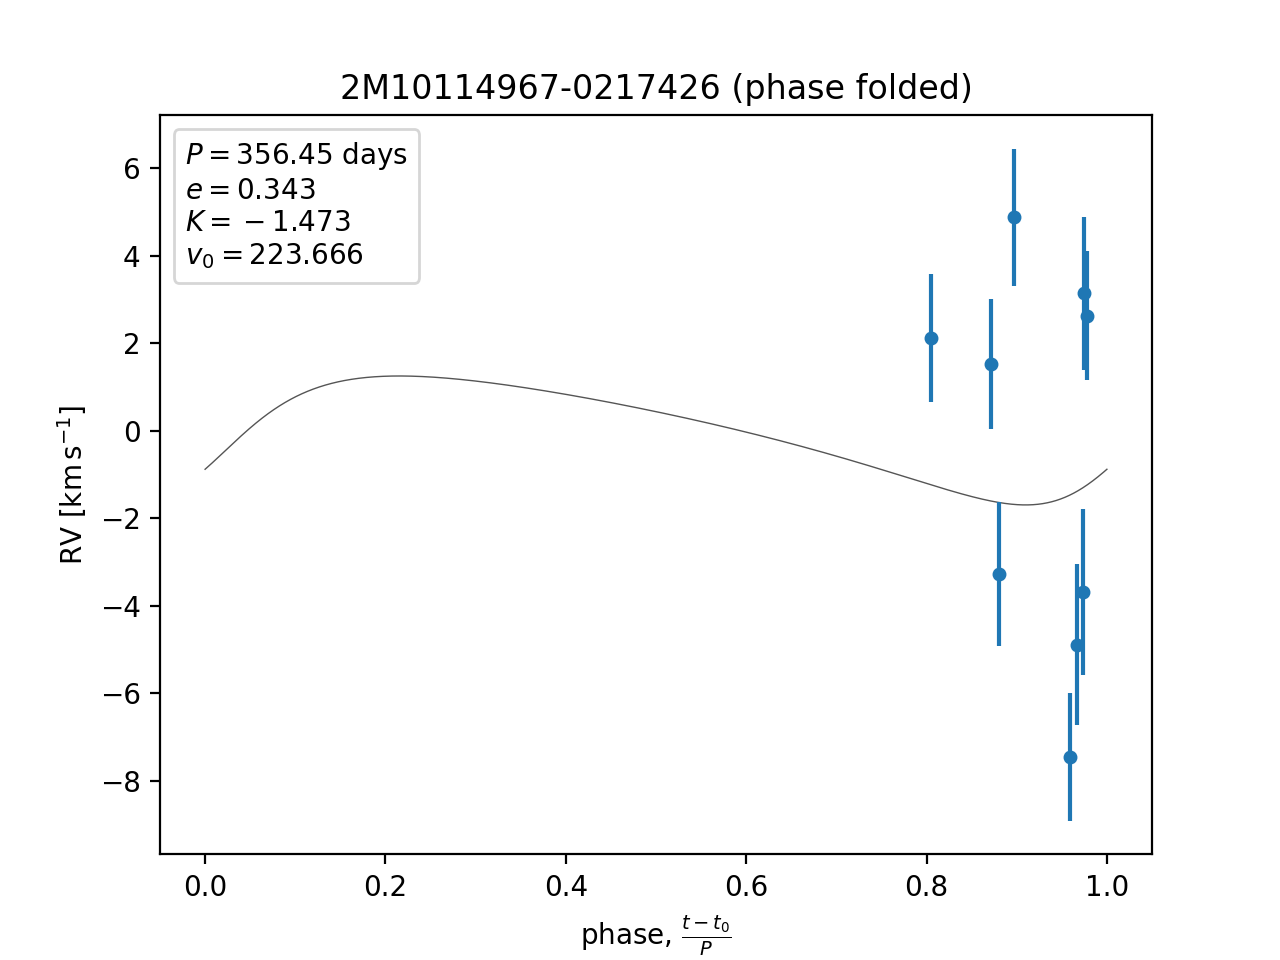 2M10114967-0217426 (phase folded)
P = 356.45 days
e = 0.343
K = −1.473
v₀ = 223.666
6
4
2
0
−2
−4
−6
−8
RV [km s⁻¹]
0.0 0.2 0.4 0.6 0.8 1.0
phase, (t − t₀)/P